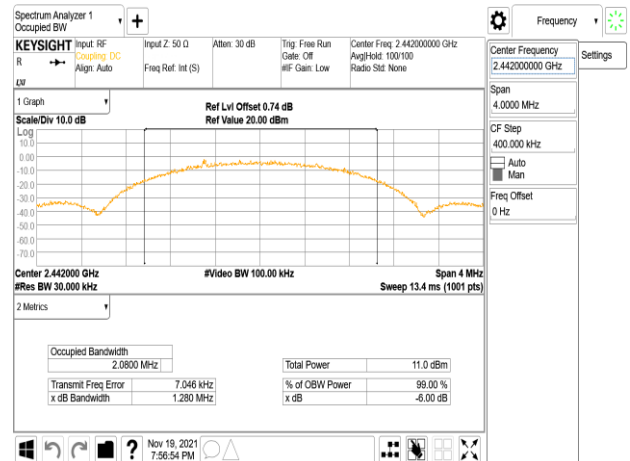 Spectrum Analyzer 1
Occupied BW
Frequency
KEYSIGHT
R
LXI
Input: RF
Coupling: DC
Align: Auto
Input Z: 50 Ω
Freq Ref: Int (S)
Atten: 30 dB
Trig: Free Run
Gate: Off
#IF Gain: Low
Center Freq: 2.442000000 GHz
Avg|Hold: 100/100
Radio Std: None
Center Frequency
2.442000000 GHz
Settings
Span
4.0000 MHz
CF Step
400.000 kHz
Auto
Man
Freq Offset
0 Hz
1 Graph
Scale/Div 10.0 dB
Ref Lvl Offset 0.74 dB
Ref Value 20.00 dBm
Log
10.0
0.00
-10.0
-20.0
-30.0
-40.0
-50.0
-60.0
-70.0
Center 2.442000 GHz
#Video BW 100.00 kHz
Span 4 MHz
#Res BW 30.000 kHz
Sweep 13.4 ms (1001 pts)
2 Metrics
Occupied Bandwidth
2.0800 MHz
Total Power 11.0 dBm
Transmit Freq Error 7.046 kHz
% of OBW Power 99.00 %
x dB Bandwidth 1.280 MHz
x dB -6.00 dB
?
Nov 19, 2021
7:56:54 PM